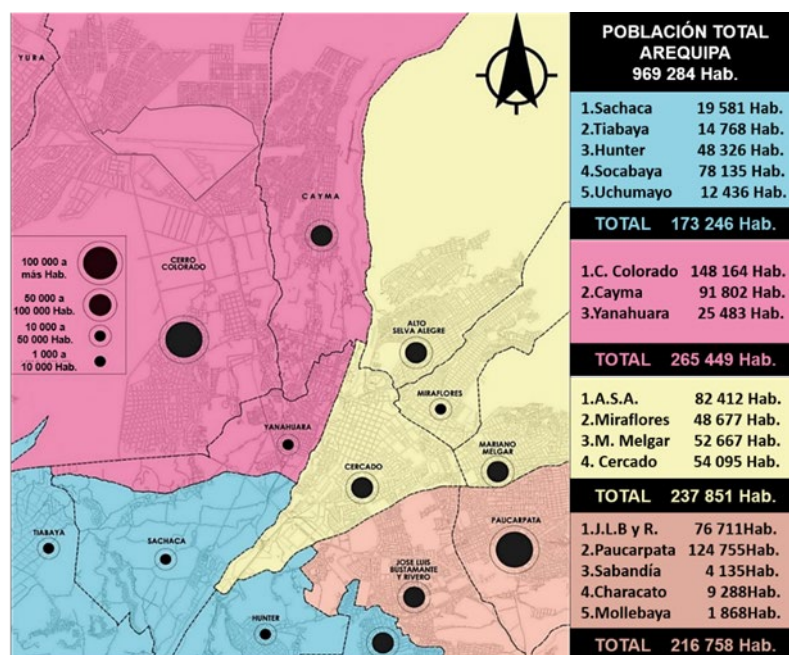 YURA
CAYMA
CERRO
COLORADO
100 000 a
más Hab.
50 000 a
100 000 Hab.
10 000 a
50 000 Hab.
1 000 a
10 000 Hab.
ALTO
SELVA ALEGRE
MIRAFLORES
YANAHUARA
MARIANO
MELGAR
CERCADO
TIABAYA
SACHACA
PAUCARPATA
JOSE LUIS
BUSTAMANTE
Y RIVERO
HUNTER
POBLACIÓN TOTAL
AREQUIPA
969 284 Hab.
1.Sachaca 19 581 Hab.
2.Tiabaya 14 768 Hab.
3.Hunter 48 326 Hab.
4.Socabaya 78 135 Hab.
5.Uchumayo 12 436 Hab.
TOTAL 173 246 Hab.
1.C. Colorado 148 164 Hab.
2.Cayma 91 802 Hab.
3.Yanahuara 25 483 Hab.
TOTAL 265 449 Hab.
1.A.S.A. 82 412 Hab.
2.Miraflores 48 677 Hab.
3.M. Melgar 52 667 Hab.
4. Cercado 54 095 Hab.
TOTAL 237 851 Hab.
1.J.L.B y R. 76 711Hab.
2.Paucarpata 124 755Hab.
3.Sabandía 4 135Hab.
4.Characato 9 288Hab.
5.Mollebaya 1 868Hab.
TOTAL 216 758 Hab.